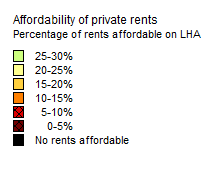 Affordability of private rents
Percentage of rents affordable on LHA
25-30%
20-25%
15-20%
10-15%
5-10%
0-5%
No rents affordable